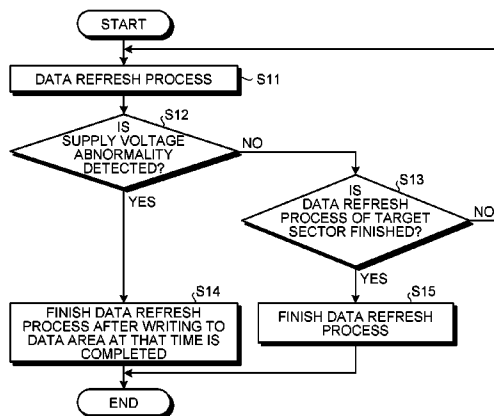 START
DATA REFRESH PROCESS
S11
S12
IS
SUPPLY VOLTAGE
ABNORMALITY
DETECTED?
NO
YES
S13
IS
DATA REFRESH
PROCESS OF TARGET
SECTOR FINISHED?
NO
YES
S14
FINISH DATA REFRESH
PROCESS AFTER WRITING TO
DATA AREA AT THAT TIME IS
COMPLETED
S15
FINISH DATA REFRESH
PROCESS
END